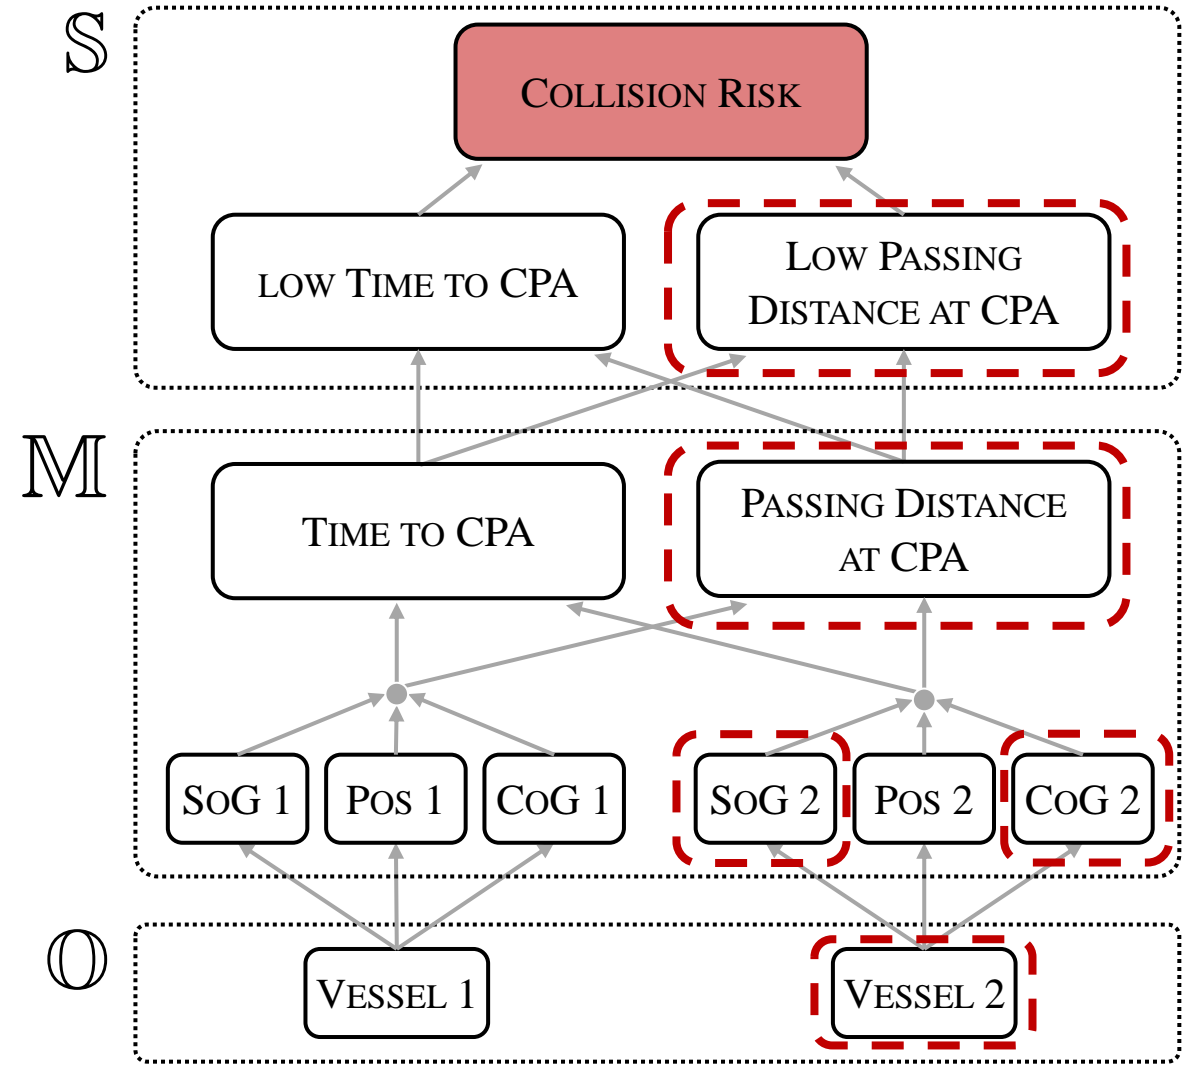 𝕊
COLLISION RISK
LOW TIME TO CPA
LOW PASSING
DISTANCE AT CPA
𝕄
TIME TO CPA
PASSING DISTANCE
AT CPA
SOG 1
POS 1
COG 1
SOG 2
POS 2
COG 2
𝕆
VESSEL 1
VESSEL 2